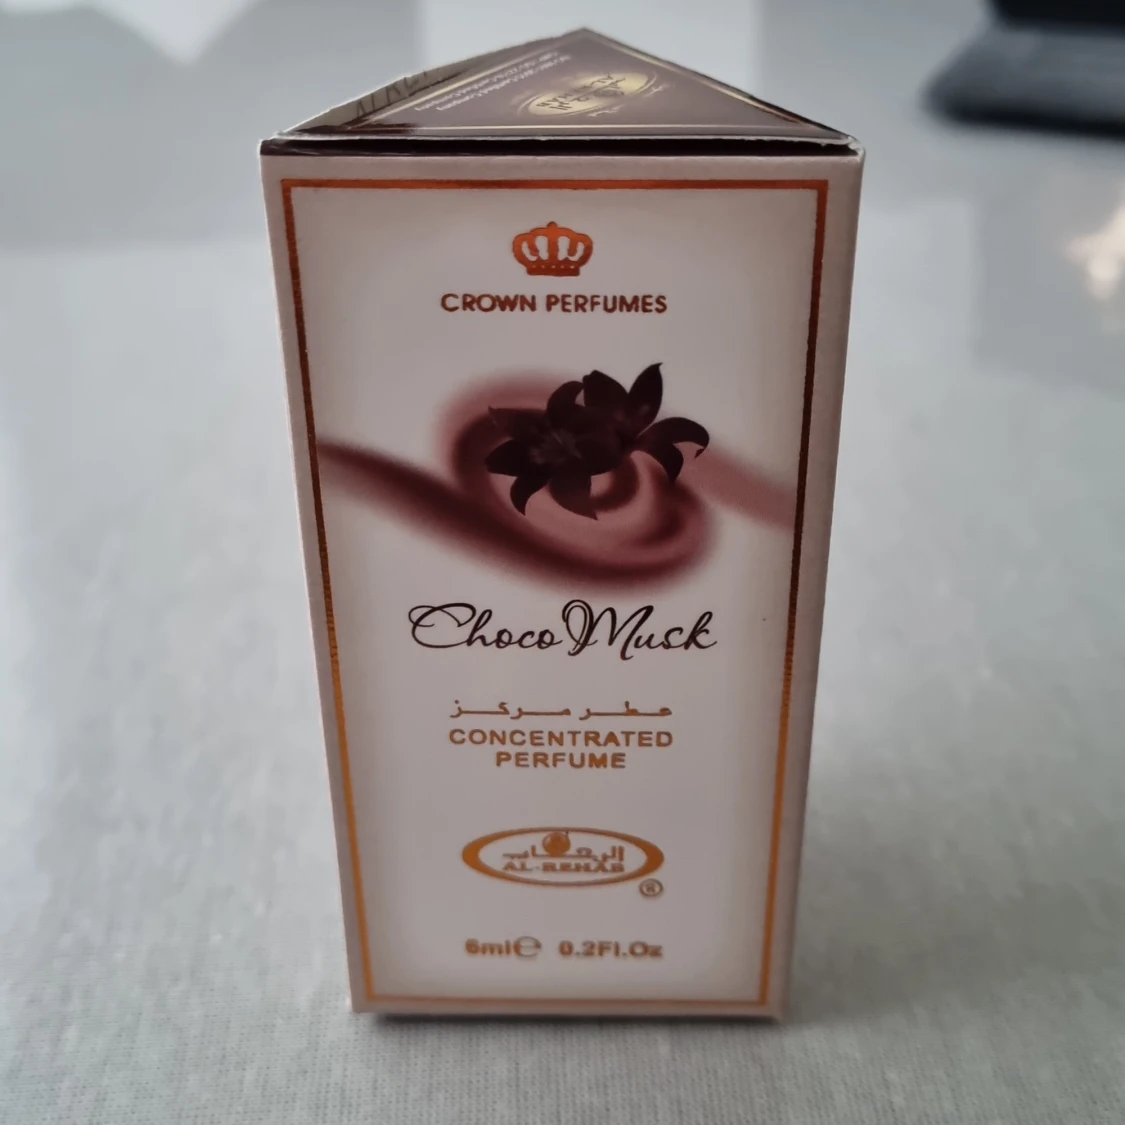 CROWN PERFUMES
Choco Musk
عطر مركز
CONCENTRATED
PERFUME
الرحاب
AL-REHAB
®
6ml℮ 0.2Fl.Oz